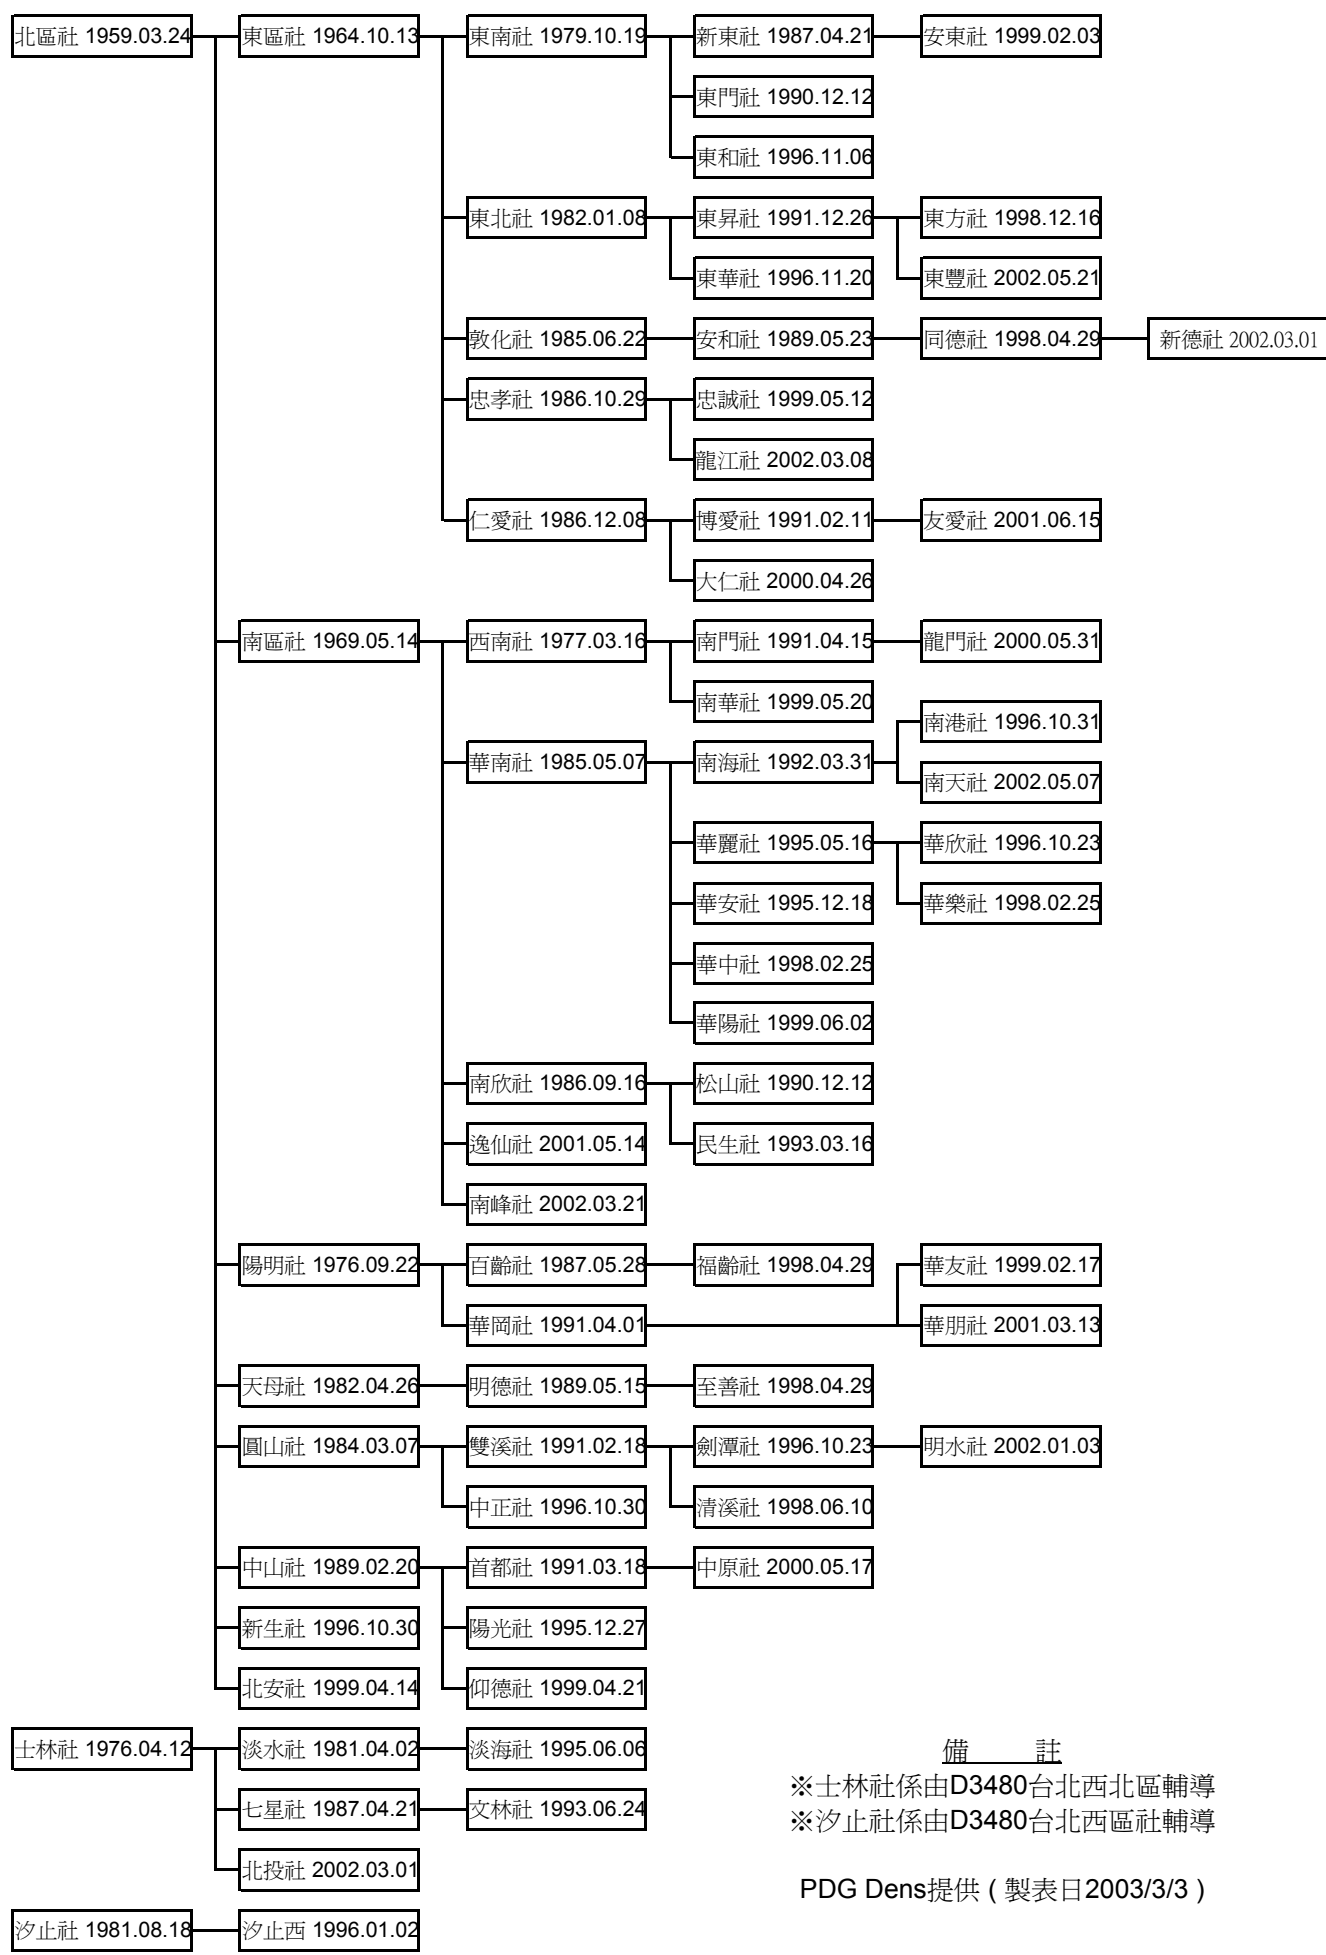 北區社 1959.03.24 東區社 1964.10.13 東南社 1979.10.19 新東社 1987.04.21 安東社 1999.02.03
東門社 1990.12.12
東和社 1996.11.06
東北社 1982.01.08 東昇社 1991.12.26 東方社 1998.12.16
東華社 1996.11.20 東豐社 2002.05.21
敦化社 1985.06.22 安和社 1989.05.23 同德社 1998.04.29 新德社 2002.03.01
忠孝社 1986.10.29 忠誠社 1999.05.12
龍江社 2002.03.08
仁愛社 1986.12.08 博愛社 1991.02.11 友愛社 2001.06.15
大仁社 2000.04.26
南區社 1969.05.14 西南社 1977.03.16 南門社 1991.04.15 龍門社 2000.05.31
南華社 1999.05.20
南港社 1996.10.31
華南社 1985.05.07 南海社 1992.03.31
南天社 2002.05.07
華麗社 1995.05.16 華欣社 1996.10.23
華安社 1995.12.18 華樂社 1998.02.25
華中社 1998.02.25
華陽社 1999.06.02
南欣社 1986.09.16 松山社 1990.12.12
逸仙社 2001.05.14 民生社 1993.03.16
南峰社 2002.03.21
陽明社 1976.09.22 百齡社 1987.05.28 福齡社 1998.04.29 華友社 1999.02.17
華岡社 1991.04.01 華朋社 2001.03.13
天母社 1982.04.26 明德社 1989.05.15 至善社 1998.04.29
圓山社 1984.03.07 雙溪社 1991.02.18 劍潭社 1996.10.23 明水社 2002.01.03
中正社 1996.10.30 清溪社 1998.06.10
中山社 1989.02.20 首都社 1991.03.18 中原社 2000.05.17
新生社 1996.10.30 陽光社 1995.12.27
北安社 1999.04.14 仰德社 1999.04.21
士林社 1976.04.12 淡水社 1981.04.02 淡海社 1995.06.06
七星社 1987.04.21 文林社 1993.06.24
北投社 2002.03.01
汐止社 1981.08.18 汐止西 1996.01.02
備 註
※士林社係由D3480台北西北區輔導
※汐止社係由D3480台北西區社輔導
PDG Dens提供 ( 製表日2003/3/3 )